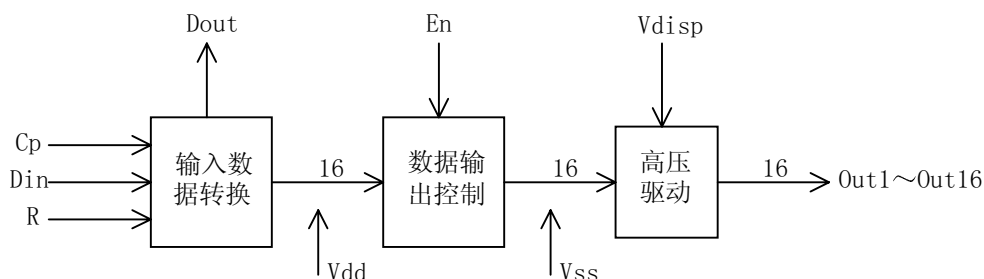 Dout
En
Vdisp
Cp
Din
R
输入数
据转换
16
数据输
出控制
16
高压
驱动
16
Out1～Out16
Vdd
Vss